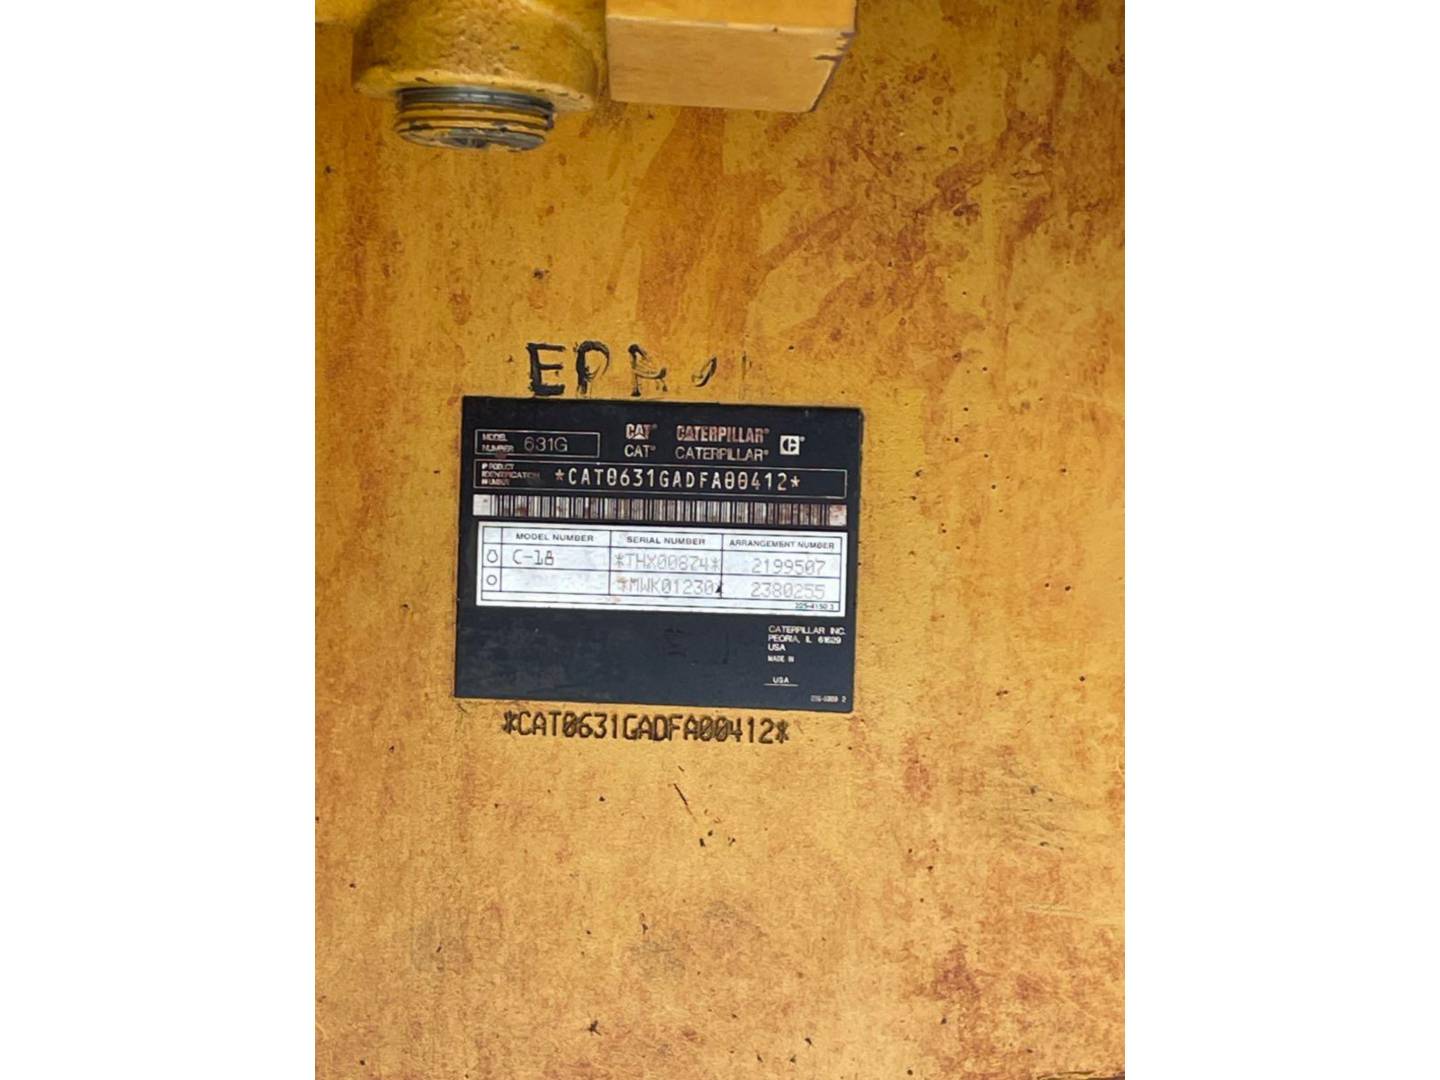 MODEL NUMBER 631G
CAT® CATERPILLAR® C®
CAT® CATERPILLAR®
PRODUCT IDENTIFICATION NUMBER *CAT0631GADFA00412*
MODEL NUMBER SERIAL NUMBER ARRANGEMENT NUMBER
C-18 *THX00874* 2199507
*MWK01230* 2380255
CATERPILLAR INC.
PEORIA, IL 61629
USA
MADE IN
USA
*CAT0631GADFA00412*